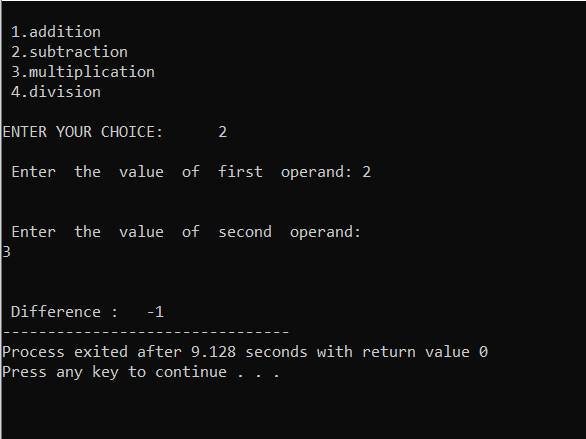 1.addition
2.subtraction
3.multiplication
4.division
ENTER YOUR CHOICE:      2
Enter  the  value  of  first  operand: 2
Enter  the  value  of  second  operand:
3
Difference :   -1
--------------------------------
Process exited after 9.128 seconds with return value 0
Press any key to continue . . .